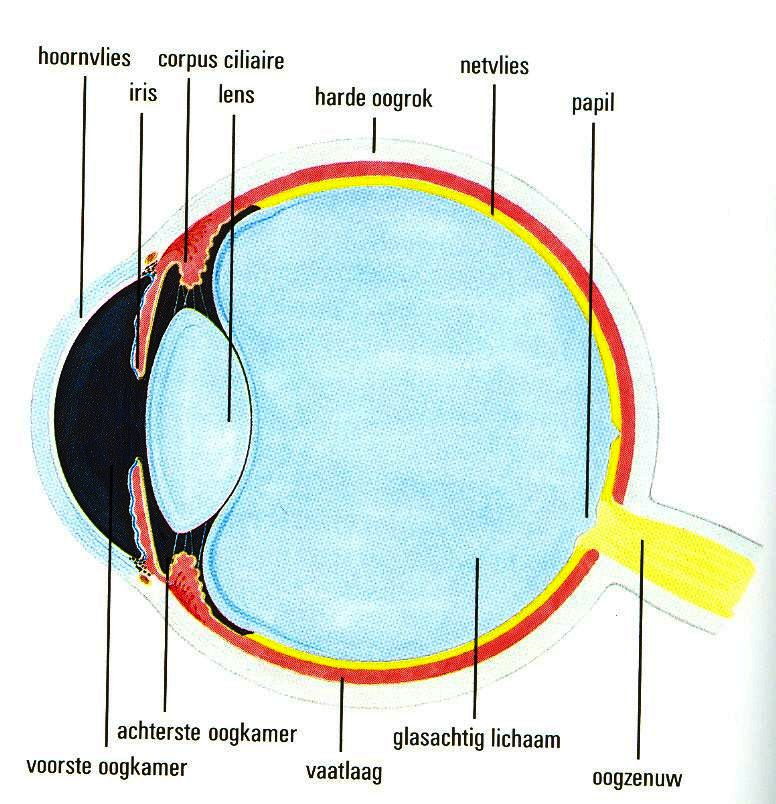 hoornvlies
corpus ciliaire
iris
lens
harde oogrok
netvlies
papil
achterste oogkamer
voorste oogkamer
vaatlaag
glasachtig lichaam
oogzenuw